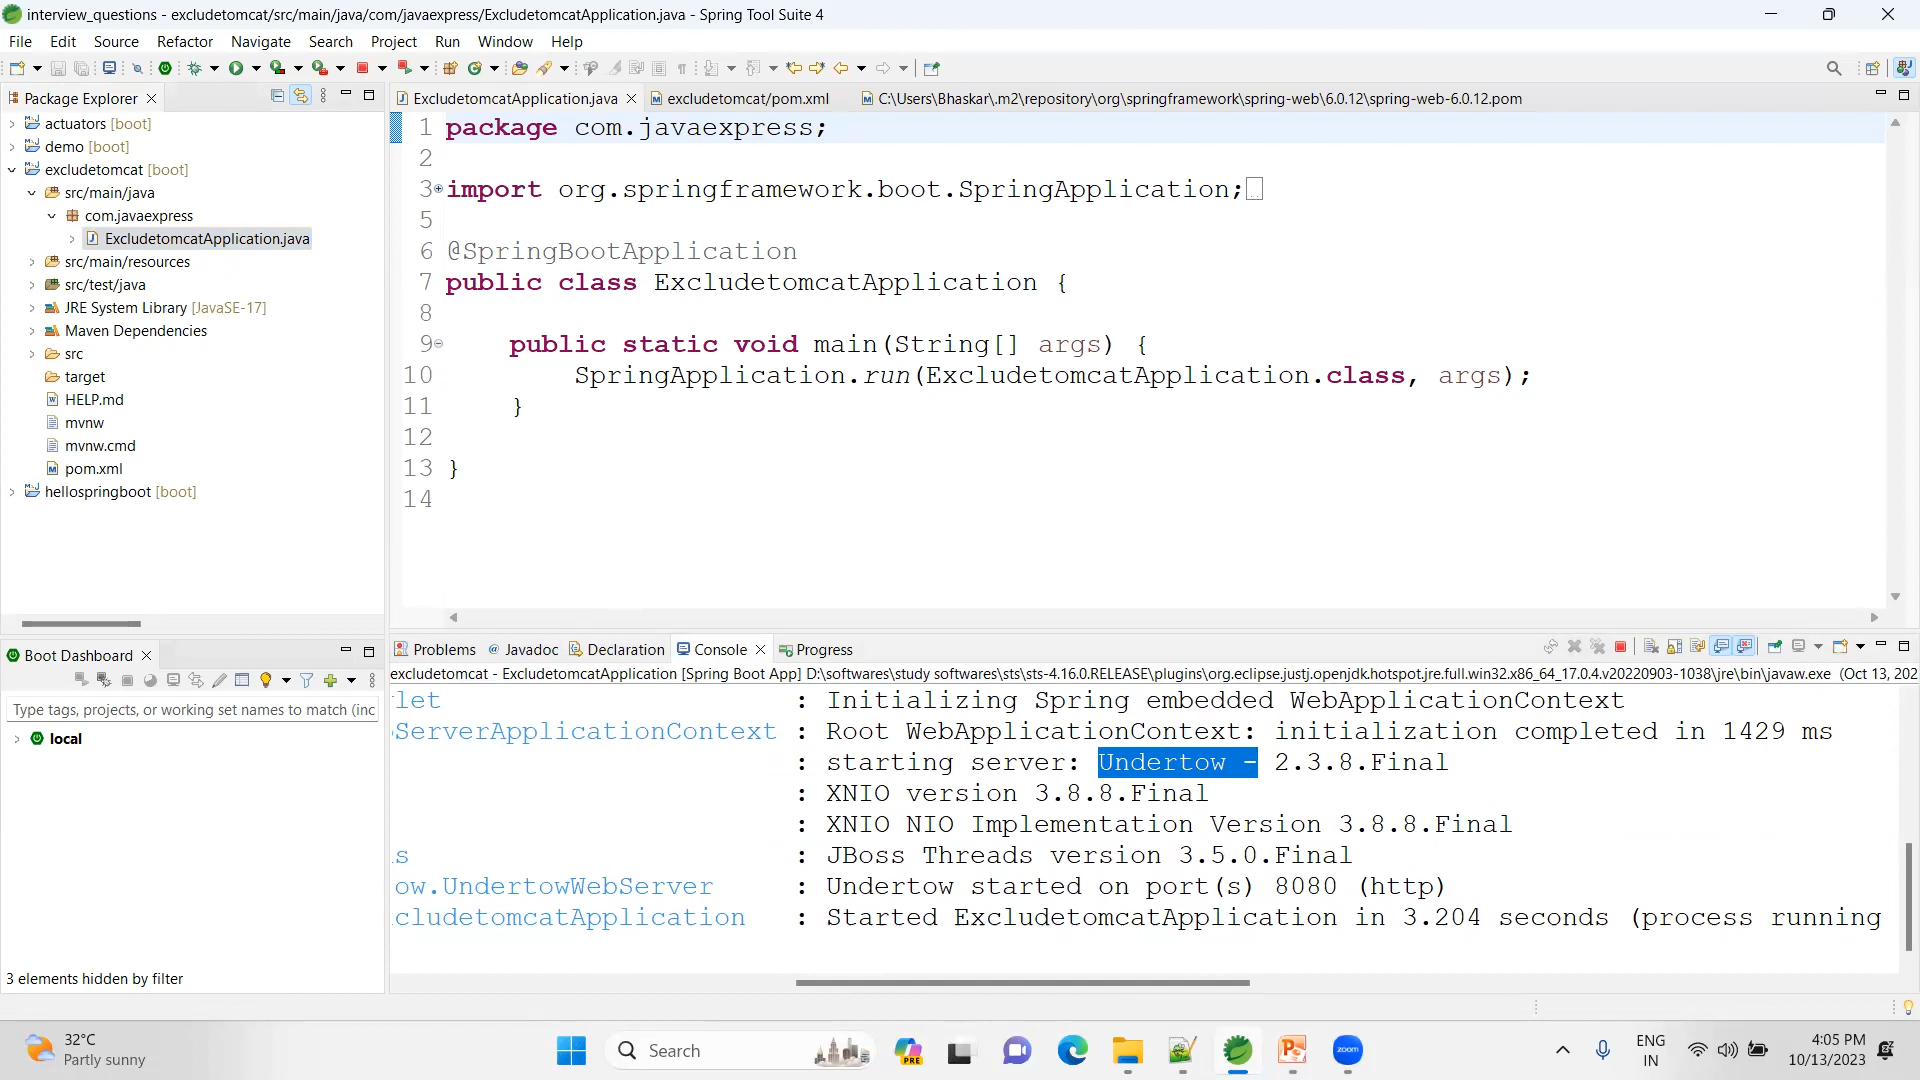 interview_questions - excludetomcat/src/main/java/com/javaexpress/ExcludetomcatApplication.java - Spring Tool Suite 4
File Edit Source Refactor Navigate Search Project Run Window Help
Package Explorer
actuators [boot]
demo [boot]
excludetomcat [boot]
src/main/java
com.javaexpress
ExcludetomcatApplication.java
src/main/resources
src/test/java
JRE System Library [JavaSE-17]
Maven Dependencies
src
target
HELP.md
mvnw
mvnw.cmd
pom.xml
hellospringboot [boot]
ExcludetomcatApplication.java excludetomcat/pom.xml C:\Users\Bhaskar\.m2\repository\org\springframework\spring-web\6.0.12\spring-web-6.0.12.pom
1 package com.javaexpress;
2
3 import org.springframework.boot.SpringApplication;
5
6 @SpringBootApplication
7 public class ExcludetomcatApplication {
8
9 public static void main(String[] args) {
10 SpringApplication.run(ExcludetomcatApplication.class, args);
11 }
12
13 }
14
Boot Dashboard
Type tags, projects, or working set names to match (inc
local
3 elements hidden by filter
Problems Javadoc Declaration Console Progress
excludetomcat - ExcludetomcatApplication [Spring Boot App] D:\softwares\study softwares\sts\sts-4.16.0.RELEASE\plugins\org.eclipse.justj.openjdk.hotspot.jre.full.win32.x86_64_17.0.4.v20220903-1038\jre\bin\javaw.exe (Oct 13, 202
let : Initializing Spring embedded WebApplicationContext
ServerApplicationContext : Root WebApplicationContext: initialization completed in 1429 ms
: starting server: Undertow - 2.3.8.Final
: XNIO version 3.8.8.Final
: XNIO NIO Implementation Version 3.8.8.Final
s : JBoss Threads version 3.5.0.Final
ow.UndertowWebServer : Undertow started on port(s) 8080 (http)
cludetomcatApplication : Started ExcludetomcatApplication in 3.204 seconds (process running
32°C
Partly sunny
Search
PRE
zoom
ENG
IN
4:05 PM
10/13/2023